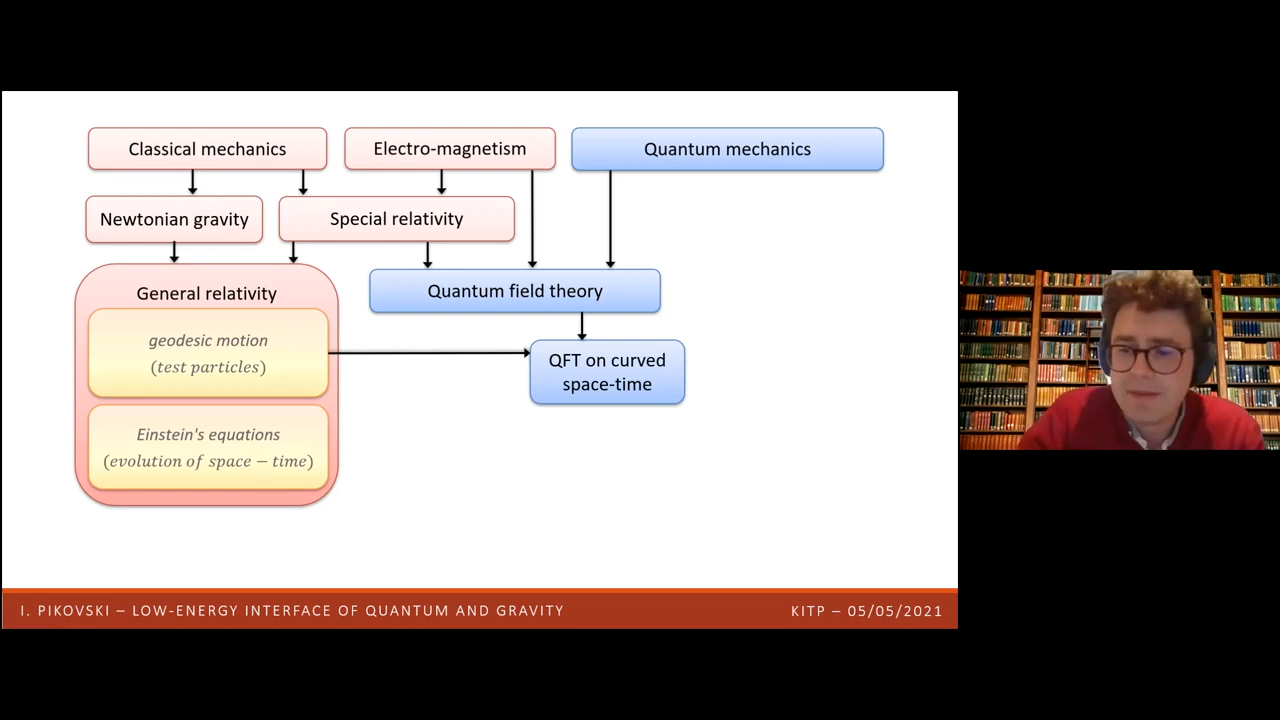 Classical mechanics
Electro-magnetism
Quantum mechanics
Newtonian gravity
Special relativity
General relativity
Quantum field theory
geodesic motion
(test particles)
QFT on curved
space-time
Einstein's equations
(evolution of space − time)
I. PIKOVSKI – LOW-ENERGY INTERFACE OF QUANTUM AND GRAVITY
KITP – 05/05/2021